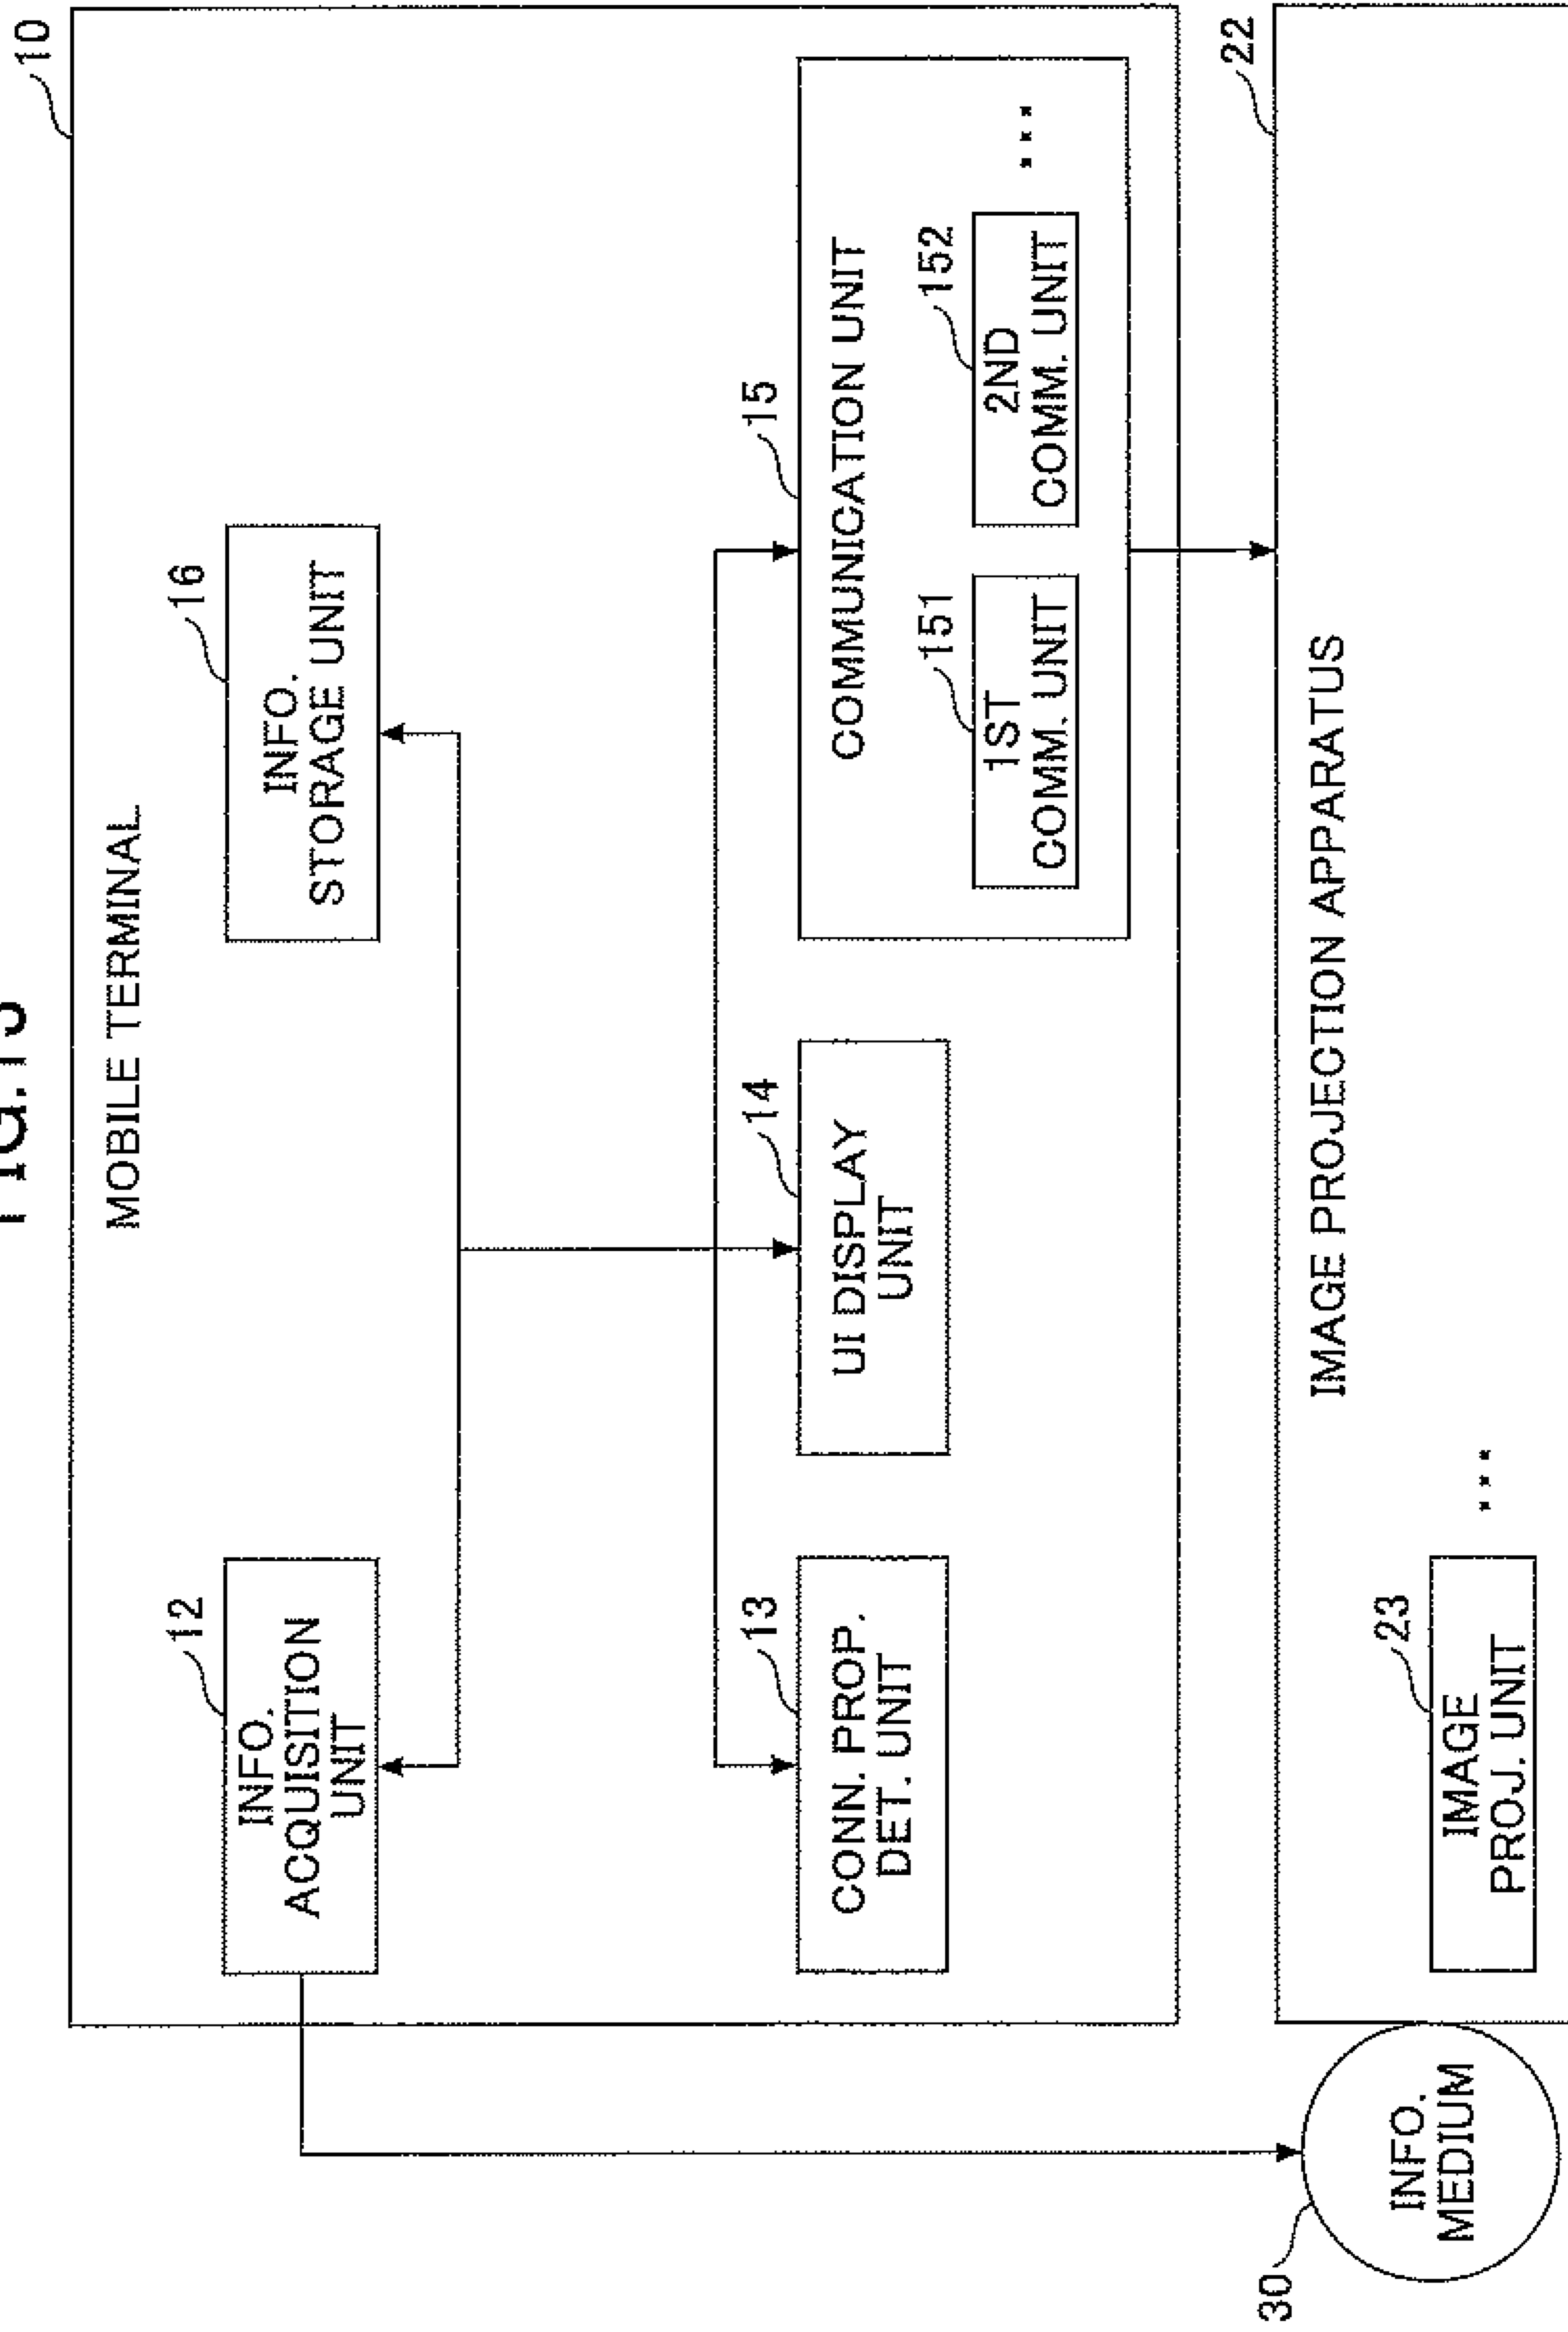 10
MOBILE TERMINAL
12
INFO.
ACQUISITION
UNIT
16
INFO.
STORAGE UNIT
13
CONN. PROP.
DET. UNIT
14
UI DISPLAY
UNIT
15
COMMUNICATION UNIT
151
1ST
COMM. UNIT
152
2ND
COMM. UNIT
...
22
IMAGE PROJECTION APPARATUS
30
INFO.
MEDIUM
23
IMAGE
PROJ. UNIT
...